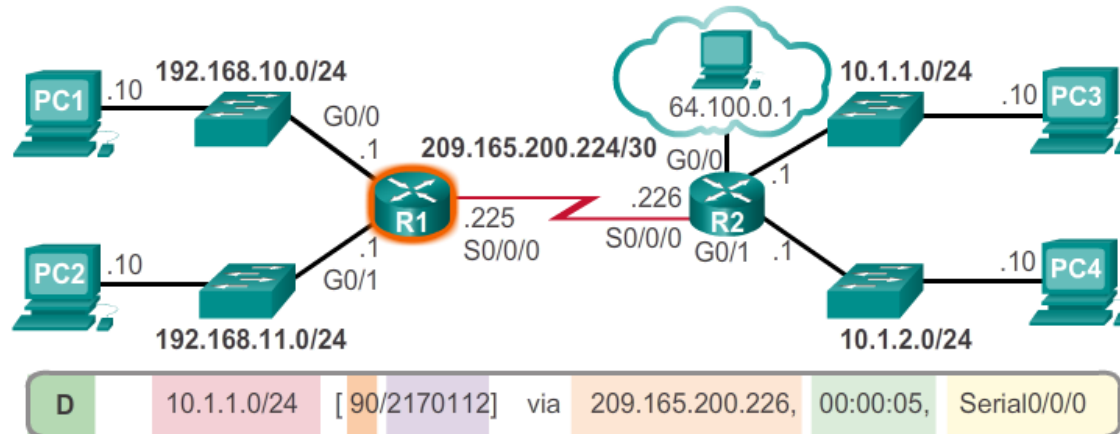 192.168.10.0/24
10.1.1.0/24
PC1
.10
G0/0
.1
64.100.0.1
.10
PC3
209.165.200.224/30
G0/0
.1
R1
.225
S0/0/0
.226
S0/0/0
R2
G0/1
.1
PC2
.10
.1
G0/1
.10
PC4
192.168.11.0/24
10.1.2.0/24
D 10.1.1.0/24 [ 90/2170112] via 209.165.200.226, 00:00:05, Serial0/0/0